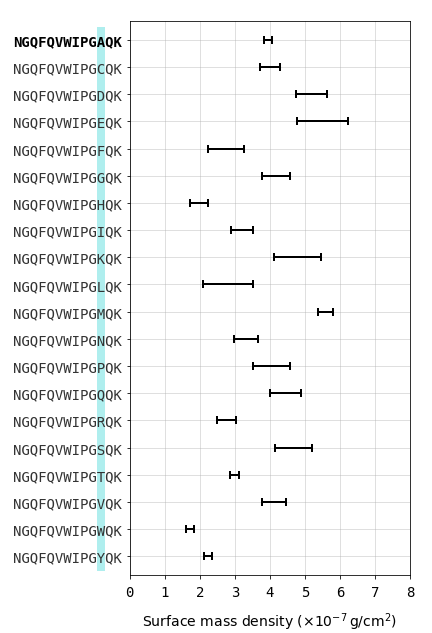 NGQFQVWIPGAQK
NGQFQVWIPGCQK
NGQFQVWIPGDQK
NGQFQVWIPGEQK
NGQFQVWIPGFQK
NGQFQVWIPGGQK
NGQFQVWIPGHQK
NGQFQVWIPGIQK
NGQFQVWIPGKQK
NGQFQVWIPGLQK
NGQFQVWIPGMQK
NGQFQVWIPGNQK
NGQFQVWIPGPQK
NGQFQVWIPGQQK
NGQFQVWIPGRQK
NGQFQVWIPGSQK
NGQFQVWIPGTQK
NGQFQVWIPGVQK
NGQFQVWIPGWQK
NGQFQVWIPGYQK
0 1 2 3 4 5 6 7 8
Surface mass density (×10⁻⁷ g/cm²)